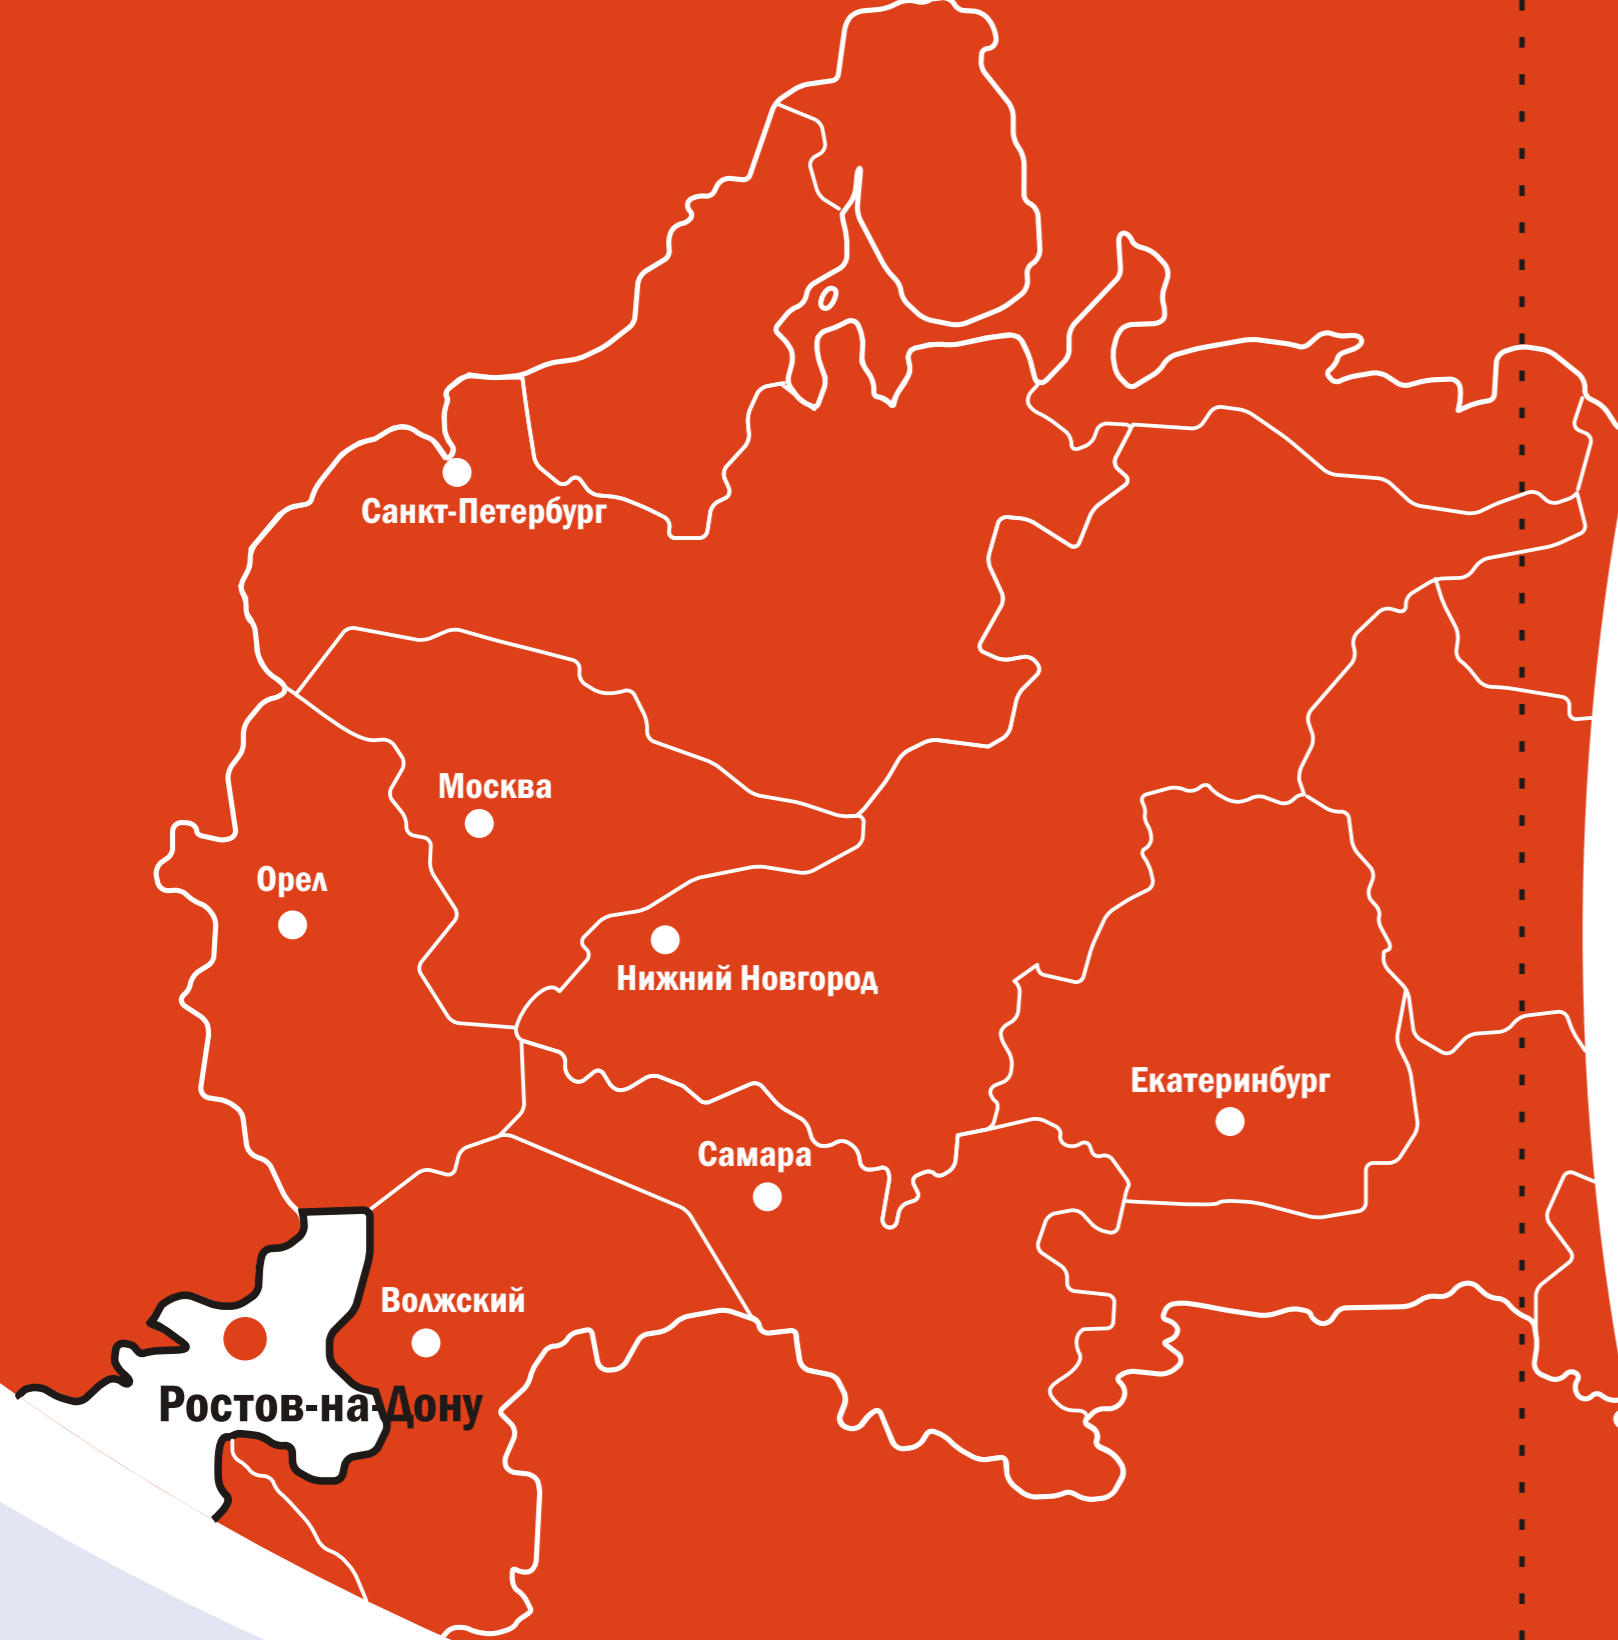 Санкт-Петербург
Москва
Орел
Нижний Новгород
Екатеринбург
Самара
Волжский
Ростов-на-Дону